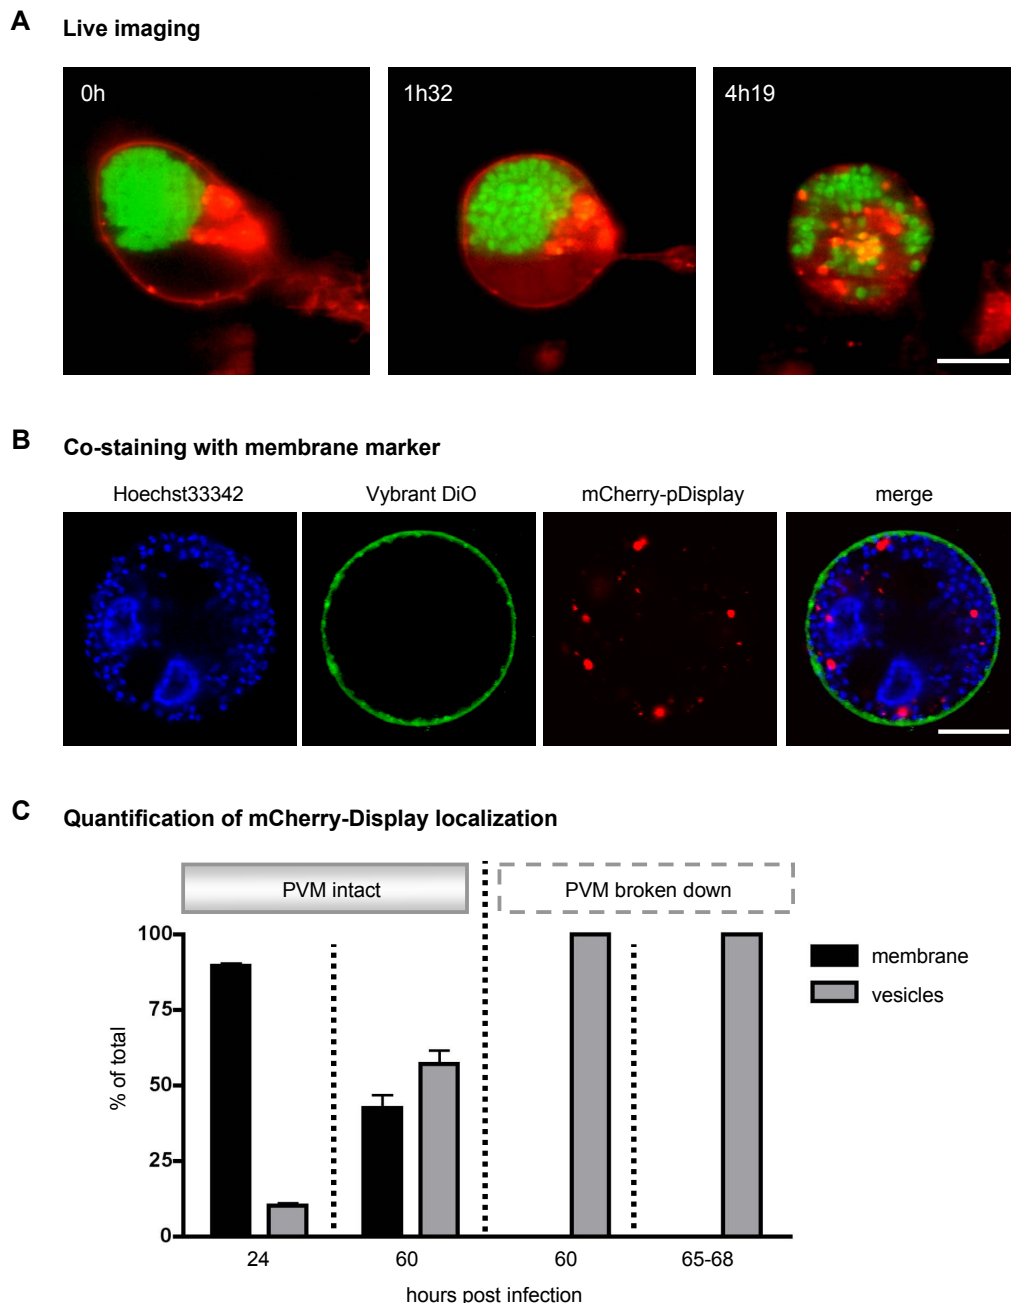 A Live imaging
0h 1h32 4h19
B Co-staining with membrane marker
Hoechst33342 Vybrant DiO mCherry-pDisplay merge
C Quantification of mCherry-Display localization
PVM intact PVM broken down
100
75
50
25
0
% of total
membrane
vesicles
24 60 60 65-68
hours post infection